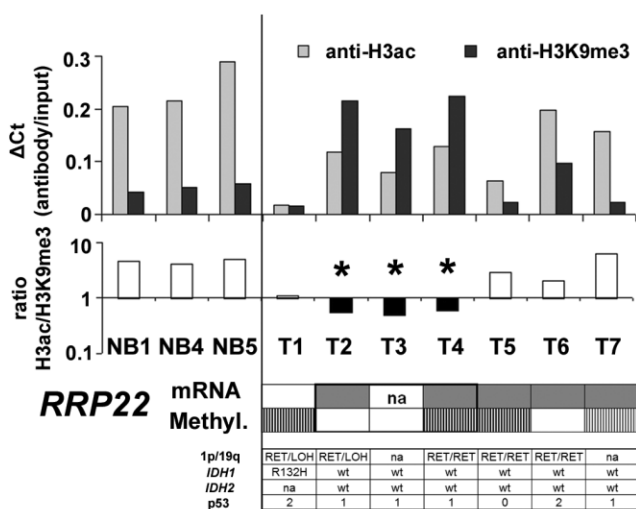 anti-H3ac anti-H3K9me3
ΔCt
(antibody/input)
0.3
0.2
0.1
0
ratio
H3ac/H3K9me3
10
1
0.1
* * *
NB1 NB4 NB5 T1 T2 T3 T4 T5 T6 T7
RRP22
mRNA na
Methyl.
1p/19q RET/LOH RET/LOH na RET/RET RET/RET RET/RET na
IDH1 R132H wt wt wt wt wt wt
IDH2 na wt wt wt wt wt wt
p53 2 1 1 1 0 2 1